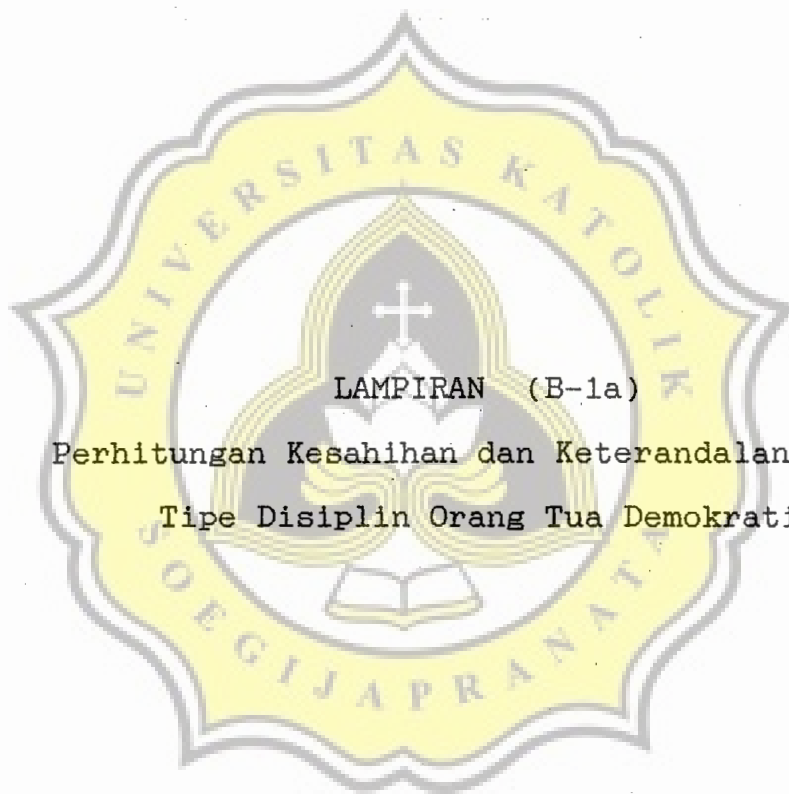 UNIVERSITAS KATOLIK
LAMPIRAN (B-1a)
Perhitungan Kesahihan dan Keterandalan
Tipe Disiplin Orang Tua Demokrati
SOEGIJAPRANATA